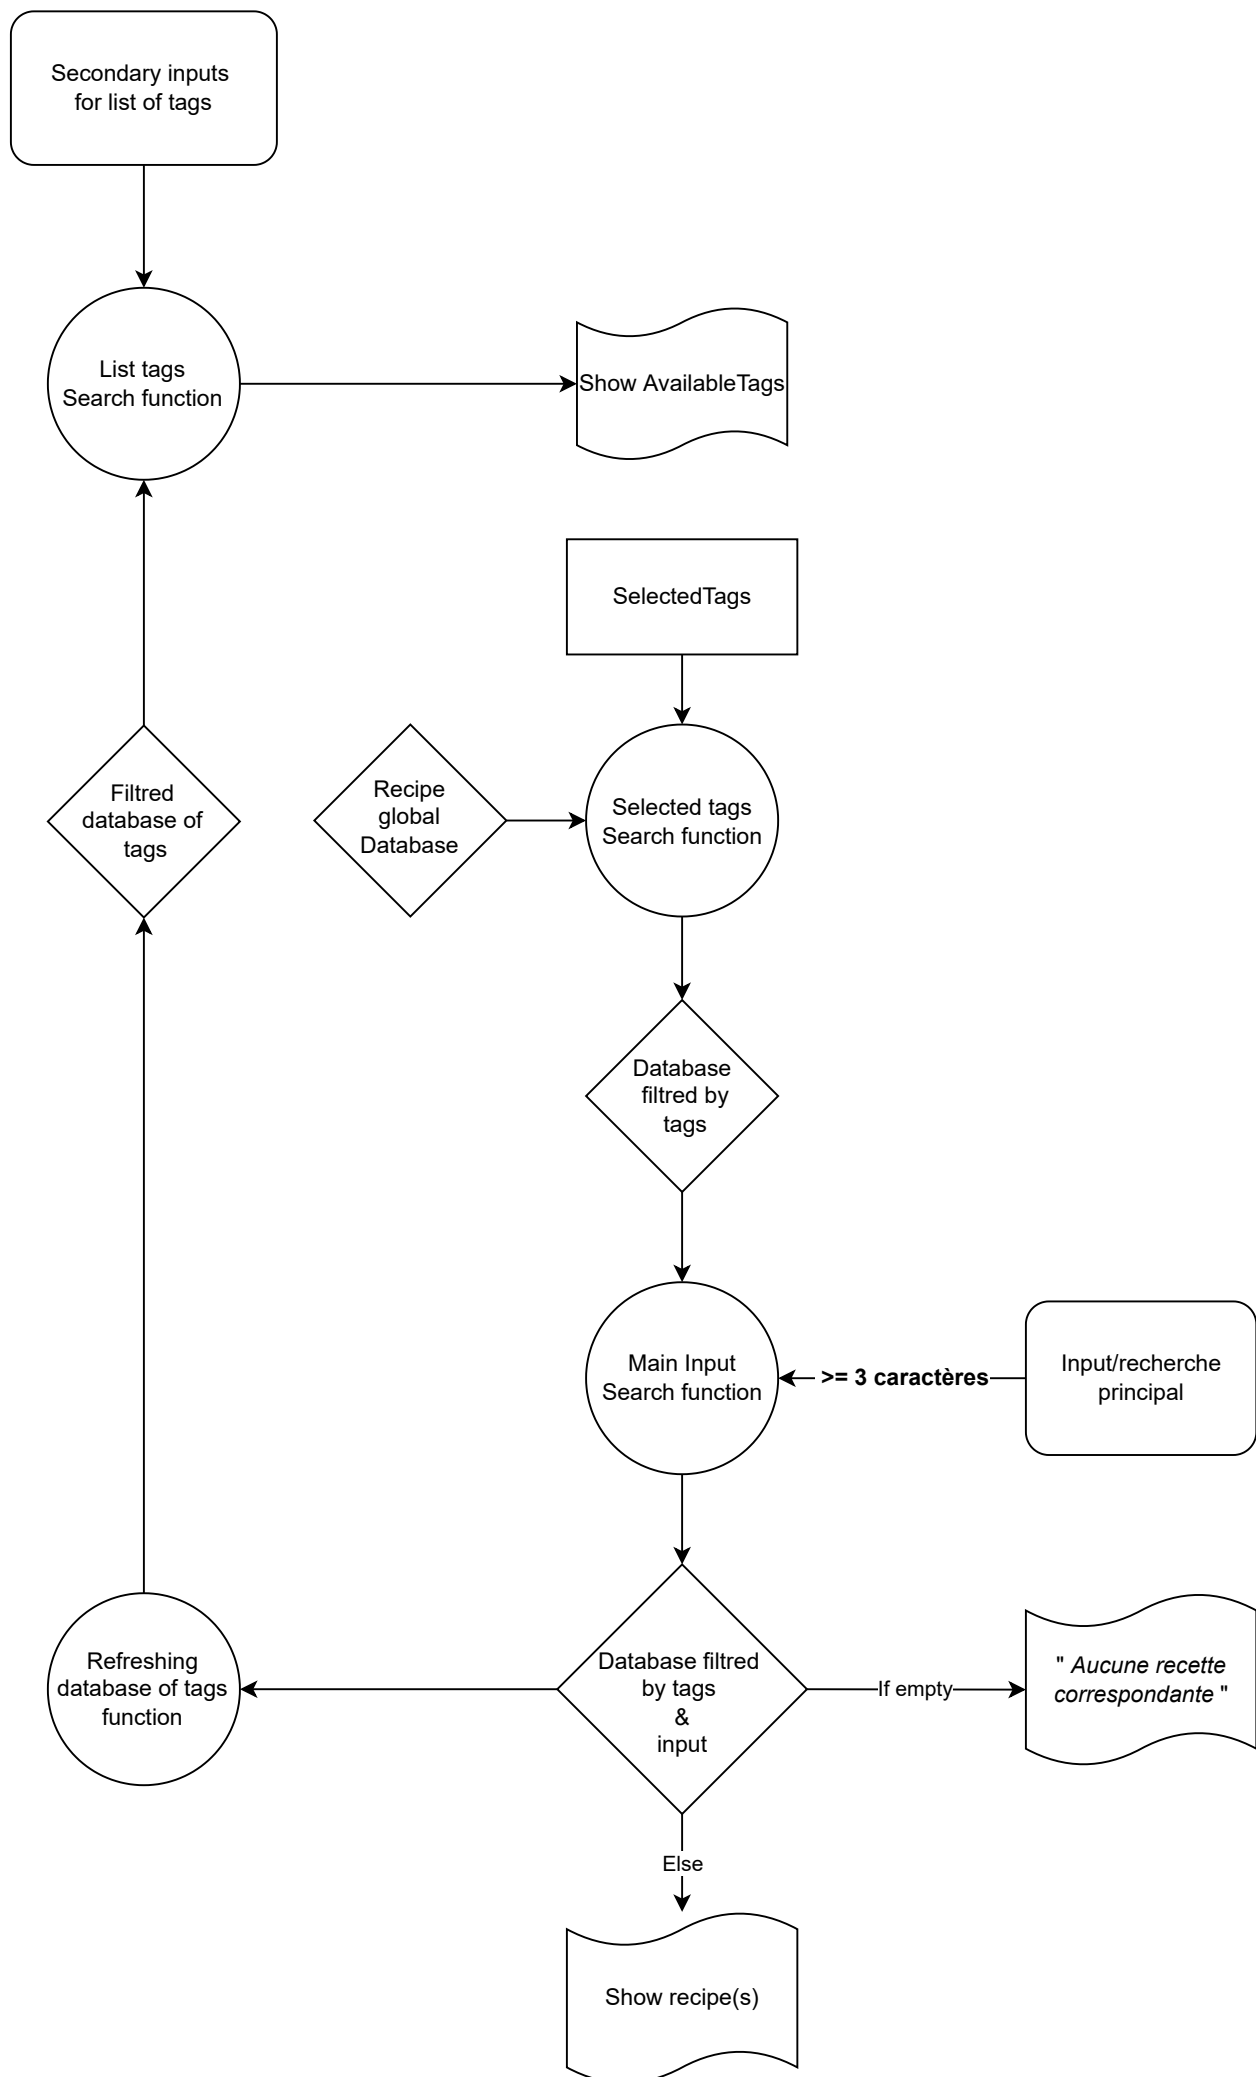 Secondary inputs
for list of tags
List tags
Search function
Show AvailableTags
SelectedTags
Filtred
database of
tags
Recipe
global
Database
Selected tags
Search function
Database
filtred by
tags
Main Input
Search function
>= 3 caractères
Input/recherche
principal
Refreshing
database of tags
function
Database filtred
by tags
&
input
If empty
" Aucune recette
correspondante "
Else
Show recipe(s)